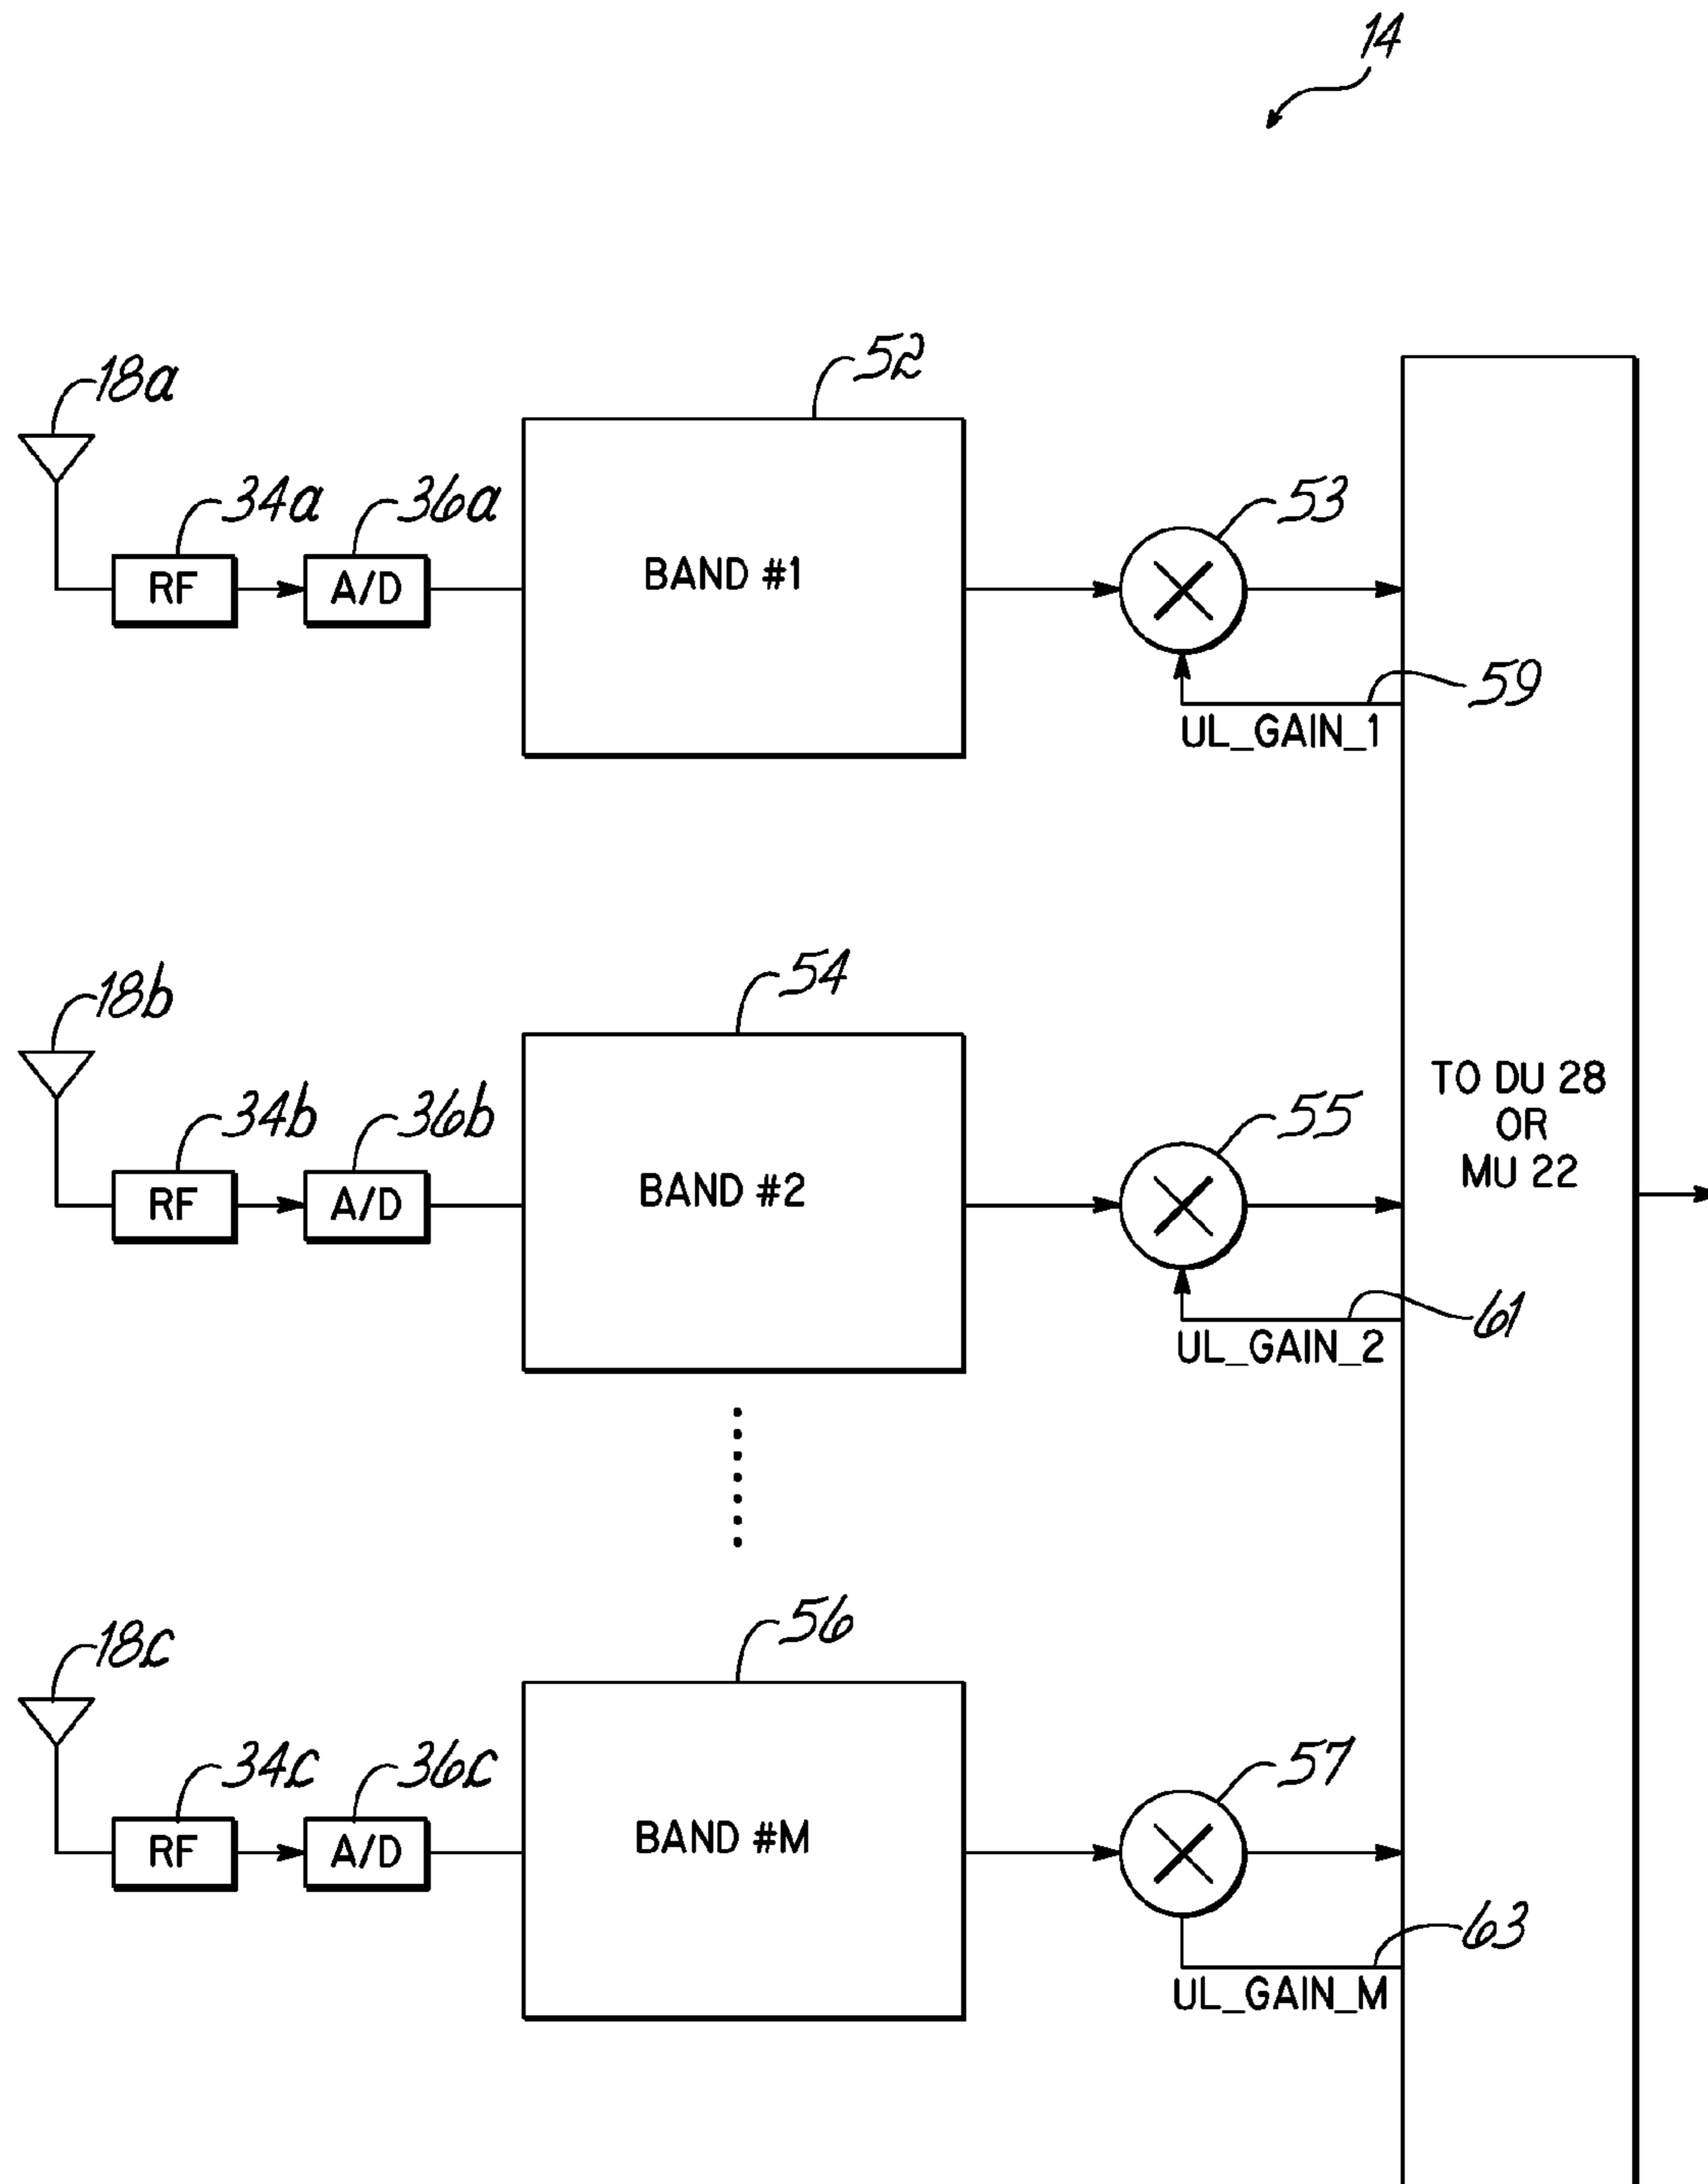 14
52
18a
34a
36a
53
RF
A/D
BAND #1
59
UL_GAIN_1
54
18b
TO DU 28
OR
MU 22
34b
36b
55
RF
A/D
BAND #2
61
UL_GAIN_2
56
18c
34c
36c
57
RF
A/D
BAND #M
63
UL_GAIN_M